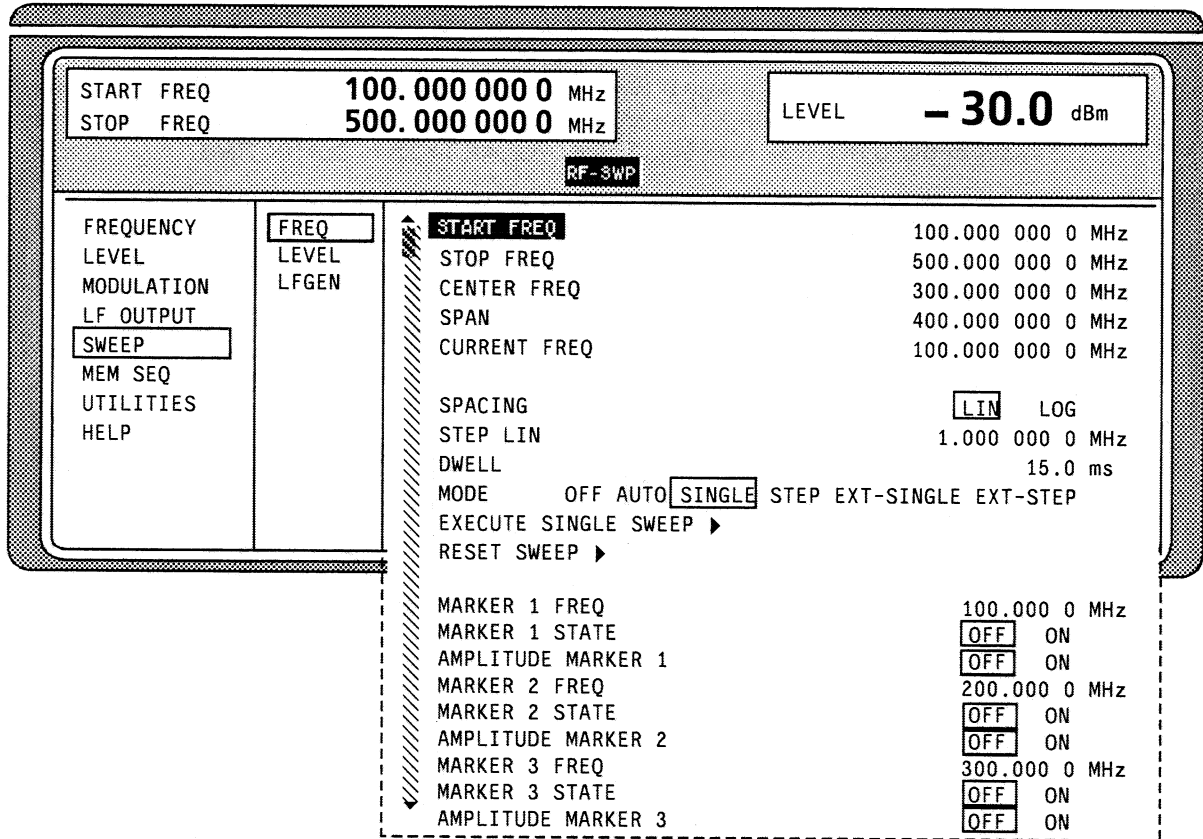 START FREQ 100.000 000 0 MHz
STOP FREQ 500.000 000 0 MHz
LEVEL – 30.0 dBm
RF-SWP
FREQUENCY
LEVEL
MODULATION
LF OUTPUT
SWEEP
MEM SEQ
UTILITIES
HELP
FREQ
LEVEL
LFGEN
START FREQ 100.000 000 0 MHz
STOP FREQ 500.000 000 0 MHz
CENTER FREQ 300.000 000 0 MHz
SPAN 400.000 000 0 MHz
CURRENT FREQ 100.000 000 0 MHz
SPACING LIN LOG
STEP LIN 1.000 000 0 MHz
DWELL 15.0 ms
MODE OFF AUTO SINGLE STEP EXT-SINGLE EXT-STEP
EXECUTE SINGLE SWEEP ▶
RESET SWEEP ▶
MARKER 1 FREQ 100.000 0 MHz
MARKER 1 STATE OFF ON
AMPLITUDE MARKER 1 OFF ON
MARKER 2 FREQ 200.000 0 MHz
MARKER 2 STATE OFF ON
AMPLITUDE MARKER 2 OFF ON
MARKER 3 FREQ 300.000 0 MHz
MARKER 3 STATE OFF ON
AMPLITUDE MARKER 3 OFF ON